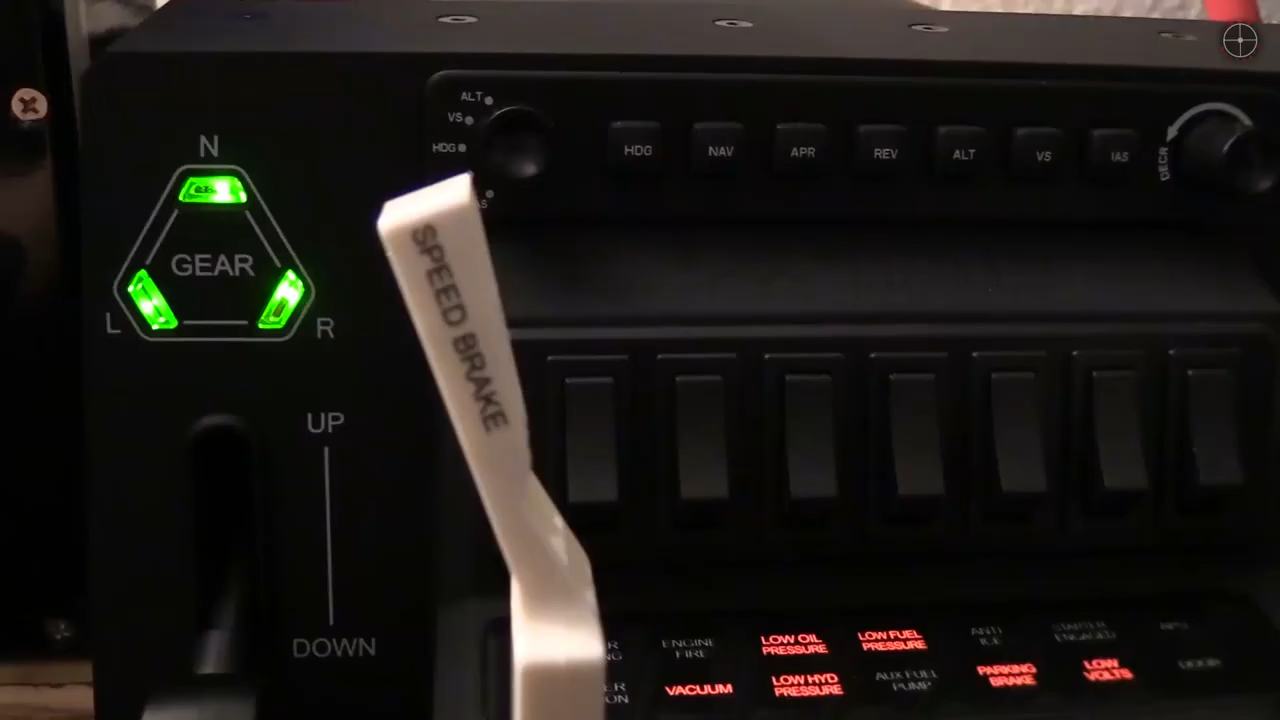 N
GEAR
L
R
UP
DOWN
ALT
VS
HDG
HDG
NAV
APR
REV
ALT
VS
IAS
DECR
SPEED BRAKE
ENGINE
FIRE
LOW OIL
PRESSURE
LOW FUEL
PRESSURE
ANTI
ICE
STARTER
ENGAGED
VACUUM
LOW HYD
PRESSURE
AUX FUEL
PUMP
PARKING
BRAKE
LOW
VOLTS
DOOR